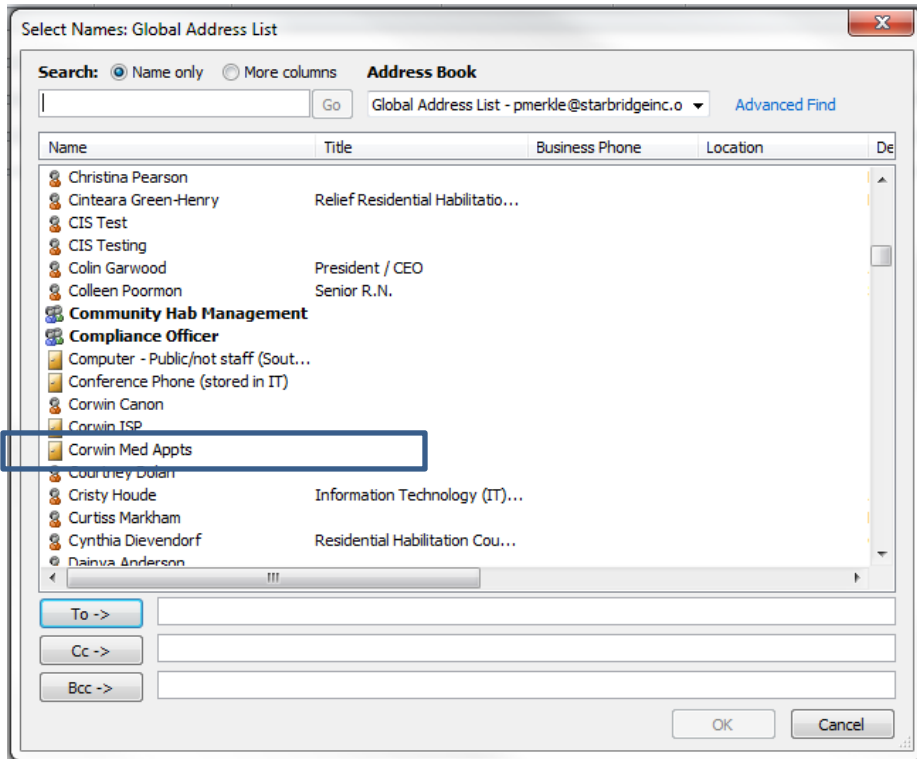 Select Names: Global Address List
Search: Name only More columns Address Book
Go Global Address List - pmerkle@starbridgeinc.o Advanced Find
Name Title Business Phone Location De
Christina Pearson
Cinteara Green-Henry Relief Residential Habilitatio...
CIS Test
CIS Testing
Colin Garwood President / CEO
Colleen Poormon Senior R.N.
Community Hab Management
Compliance Officer
Computer - Public/not staff (Sout...
Conference Phone (stored in IT)
Corwin Canon
Corwin ISP
Corwin Med Appts
Courtney Dolan
Cristy Houde Information Technology (IT)...
Curtiss Markham
Cynthia Dievendorf Residential Habilitation Cou...
Dainya Anderson
To ->
Cc ->
Bcc ->
OK Cancel